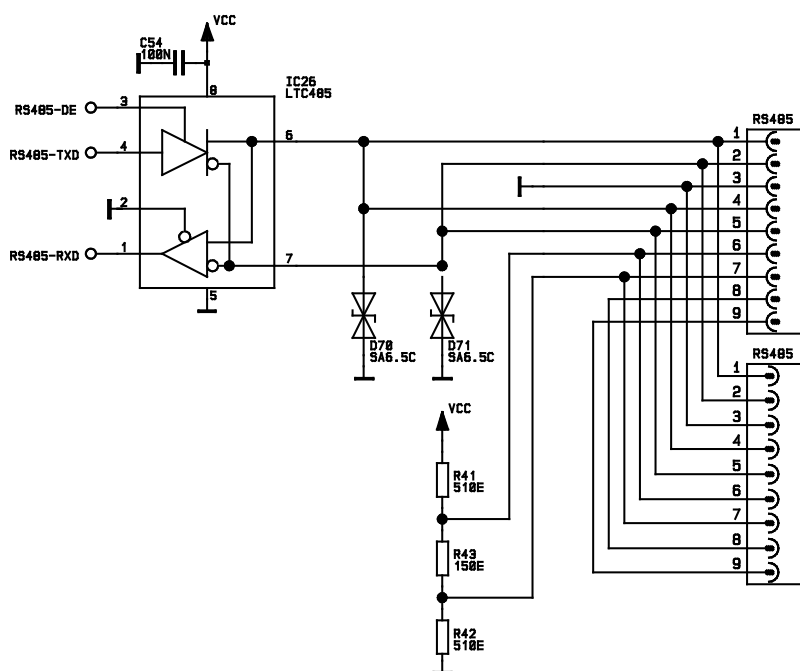 VCC
C54
100N
8
IC26
LTC485
RS485-DE
3
RS485
6
1
RS485-TXD
4
2
3
2
4
5
RS485-RXD
1
7
6
7
5
8
9
D70
SA6.5C
D71
SA6.5C
RS485
1
2
VCC
3
4
R41
510E
5
6
7
R43
150E
8
9
R42
510E